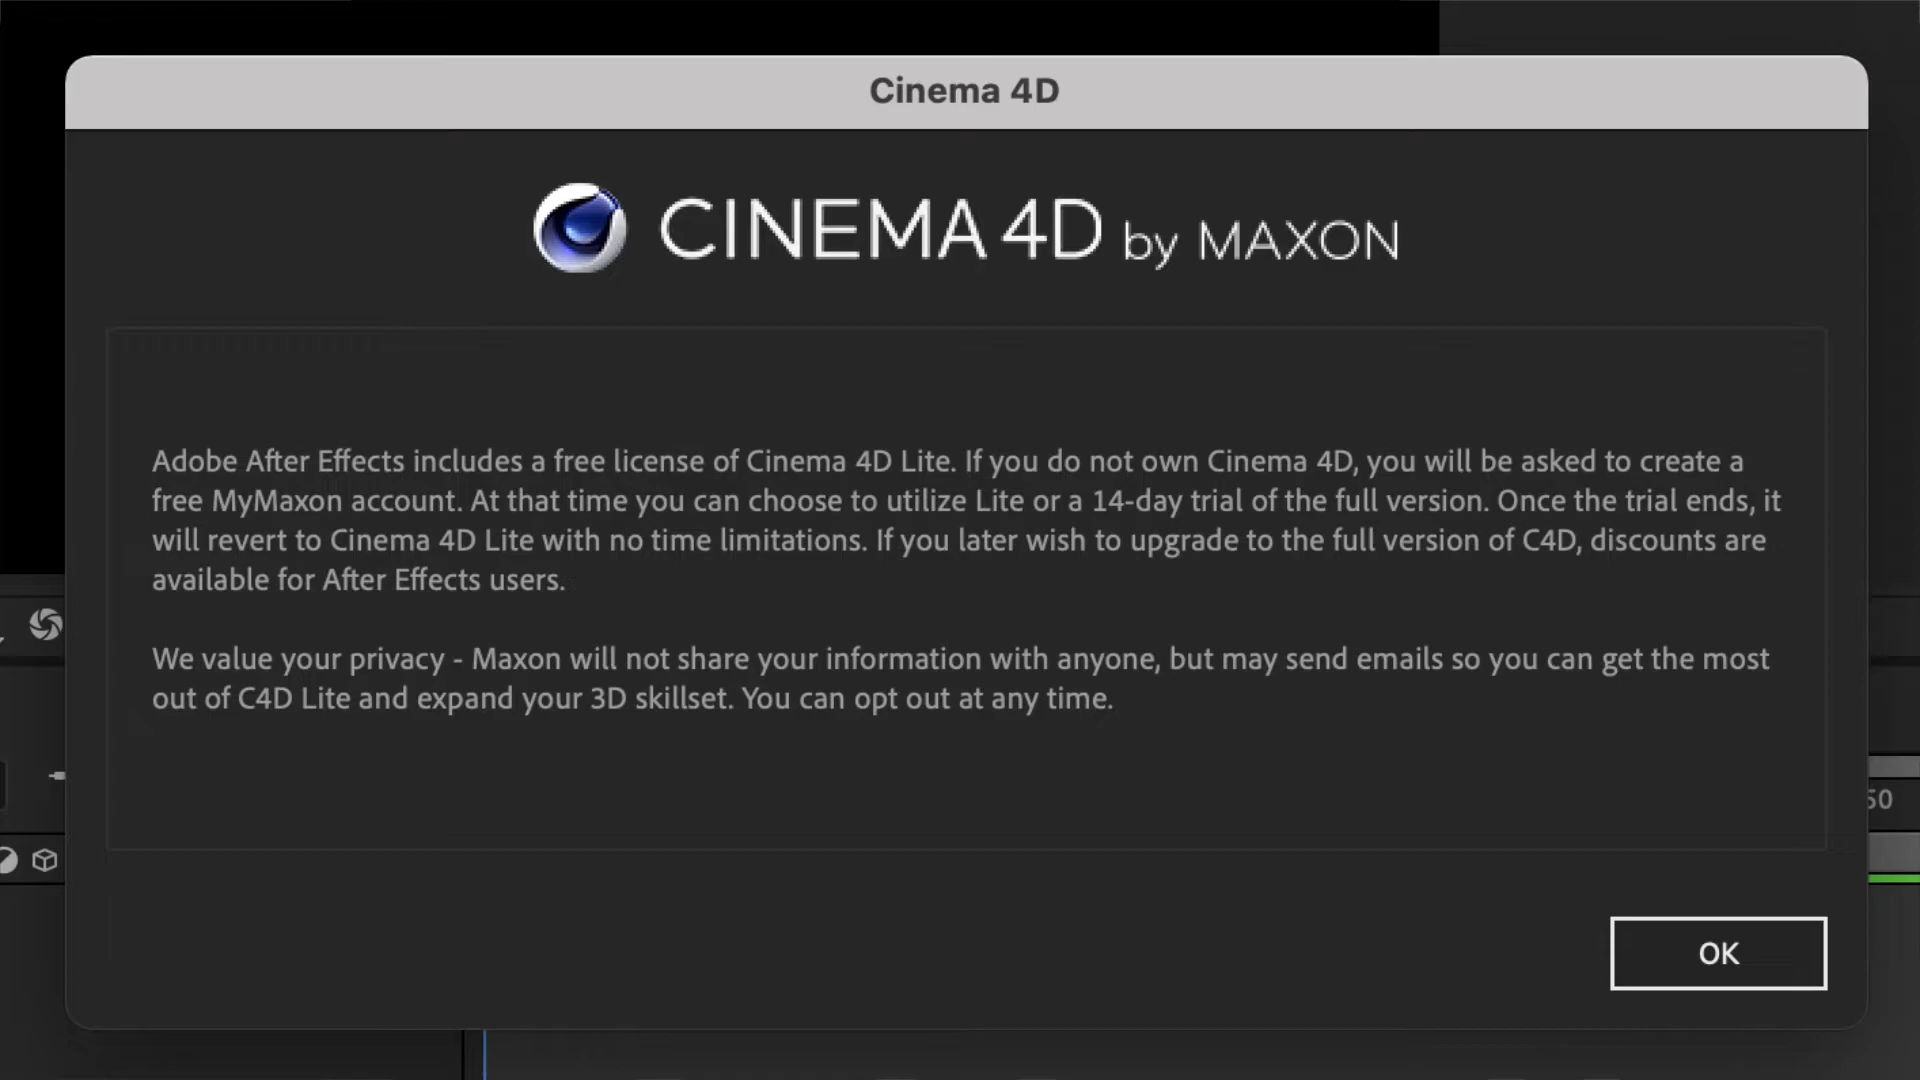 Cinema 4D
CINEMA 4D by MAXON
Adobe After Effects includes a free license of Cinema 4D Lite. If you do not own Cinema 4D, you will be asked to create a
free MyMaxon account. At that time you can choose to utilize Lite or a 14-day trial of the full version. Once the trial ends, it
will revert to Cinema 4D Lite with no time limitations. If you later wish to upgrade to the full version of C4D, discounts are
available for After Effects users.
We value your privacy - Maxon will not share your information with anyone, but may send emails so you can get the most
out of C4D Lite and expand your 3D skillset. You can opt out at any time.
OK